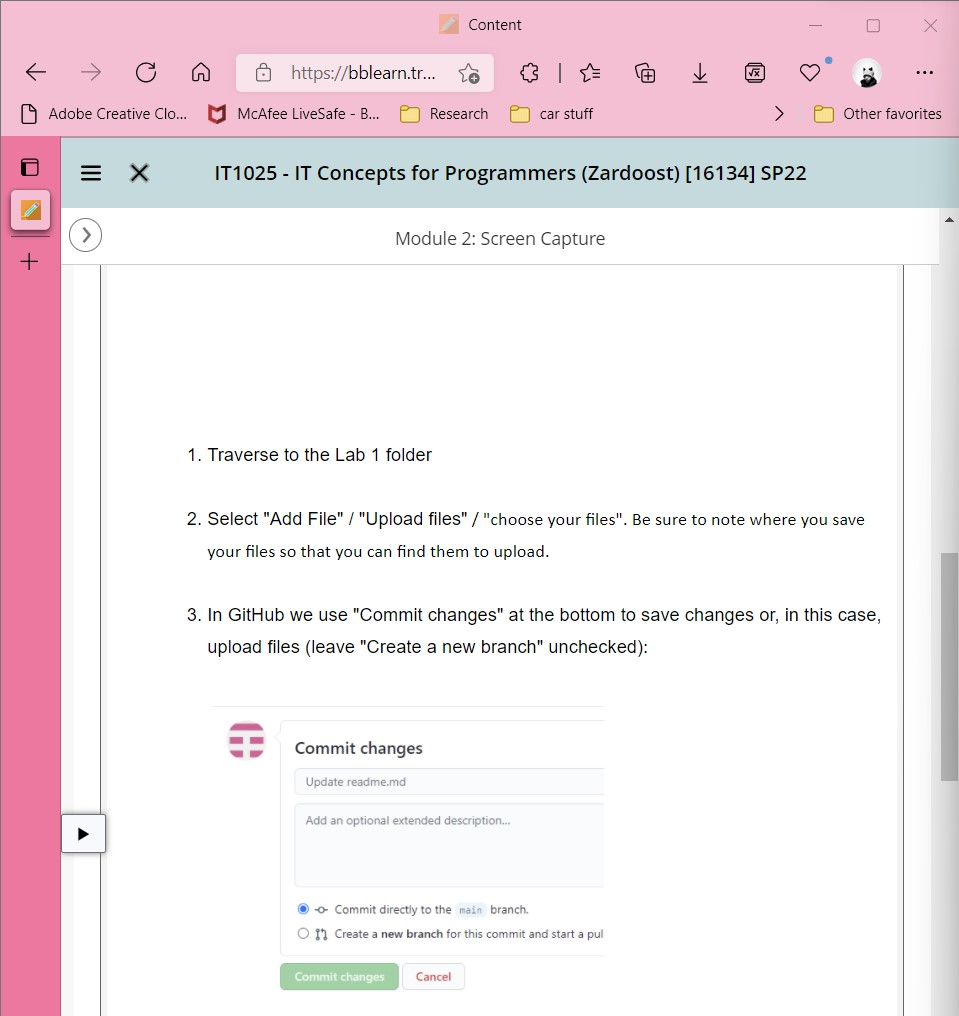 Content
https://bblearn.tr...
Adobe Creative Clo...
McAfee LiveSafe - B...
Research
car stuff
Other favorites
IT1025 - IT Concepts for Programmers (Zardoost) [16134] SP22
Module 2: Screen Capture
1. Traverse to the Lab 1 folder
2. Select "Add File" / "Upload files" / "choose your files". Be sure to note where you save
your files so that you can find them to upload.
3. In GitHub we use "Commit changes" at the bottom to save changes or, in this case,
upload files (leave "Create a new branch" unchecked):
Commit changes
Update readme.md
Add an optional extended description...
Commit directly to the main branch.
Create a new branch for this commit and start a pul
Commit changes
Cancel